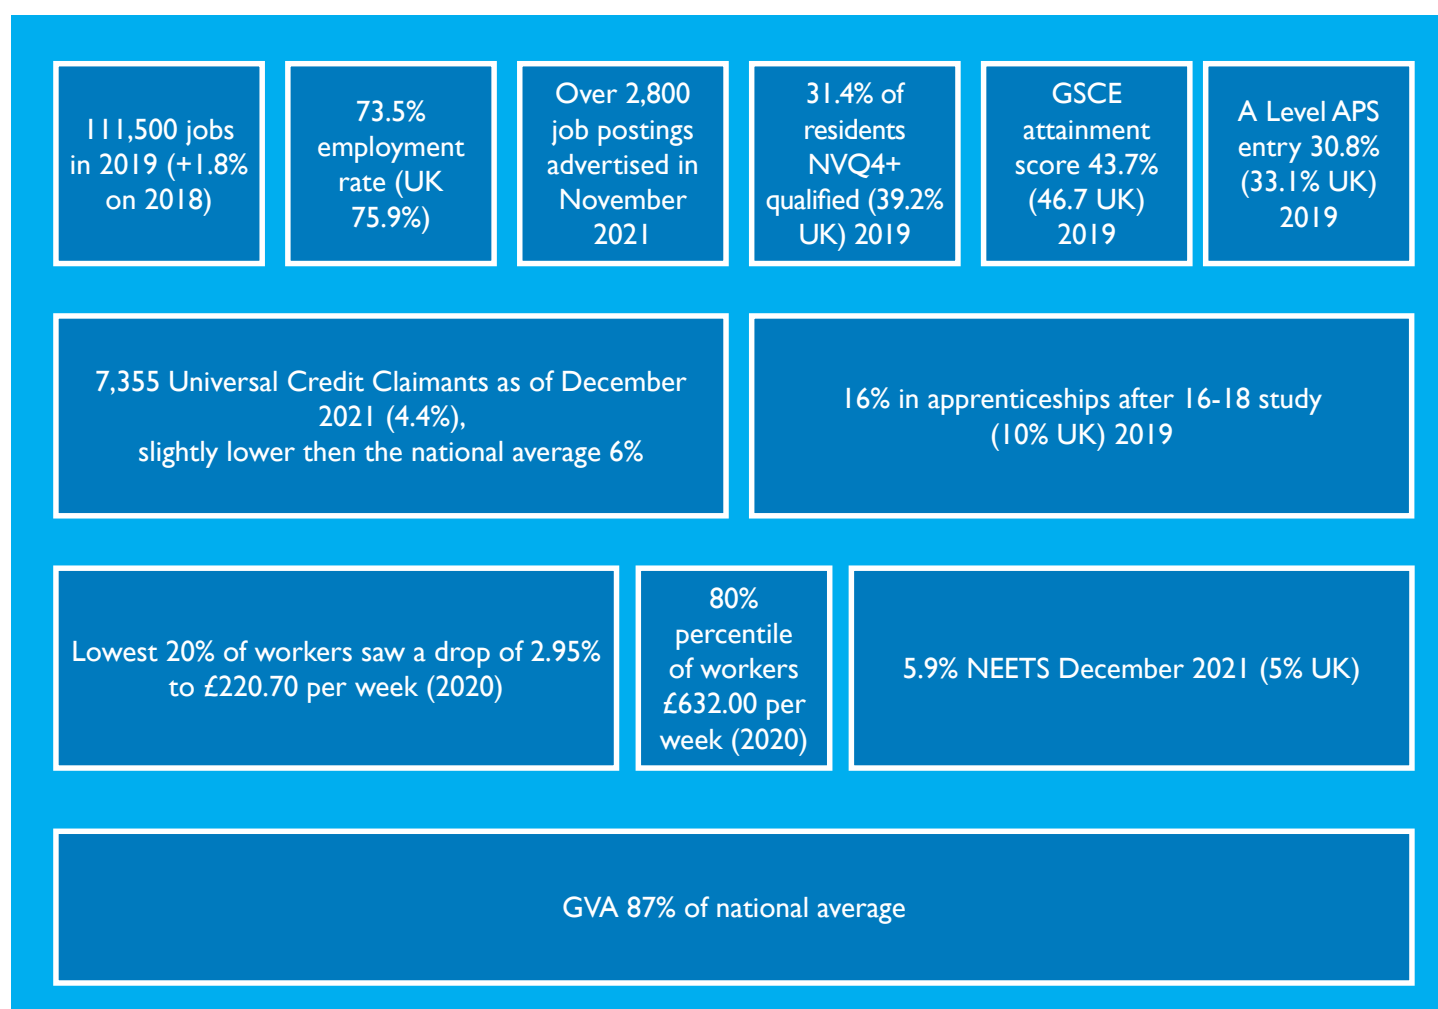 111,500 jobs
in 2019 (+1.8%
on 2018)
73.5%
employment
rate (UK
75.9%)
Over 2,800
job postings
advertised in
November
2021
31.4% of
residents
NVQ4+
qualified (39.2%
UK) 2019
GSCE
attainment
score 43.7%
(46.7 UK)
2019
A Level APS
entry 30.8%
(33.1% UK)
2019
7,355 Universal Credit Claimants as of December
2021 (4.4%),
slightly lower then the national average 6%
16% in apprenticeships after 16-18 study
(10% UK) 2019
Lowest 20% of workers saw a drop of 2.95%
to £220.70 per week (2020)
80%
percentile
of workers
£632.00 per
week (2020)
5.9% NEETS December 2021 (5% UK)
GVA 87% of national average